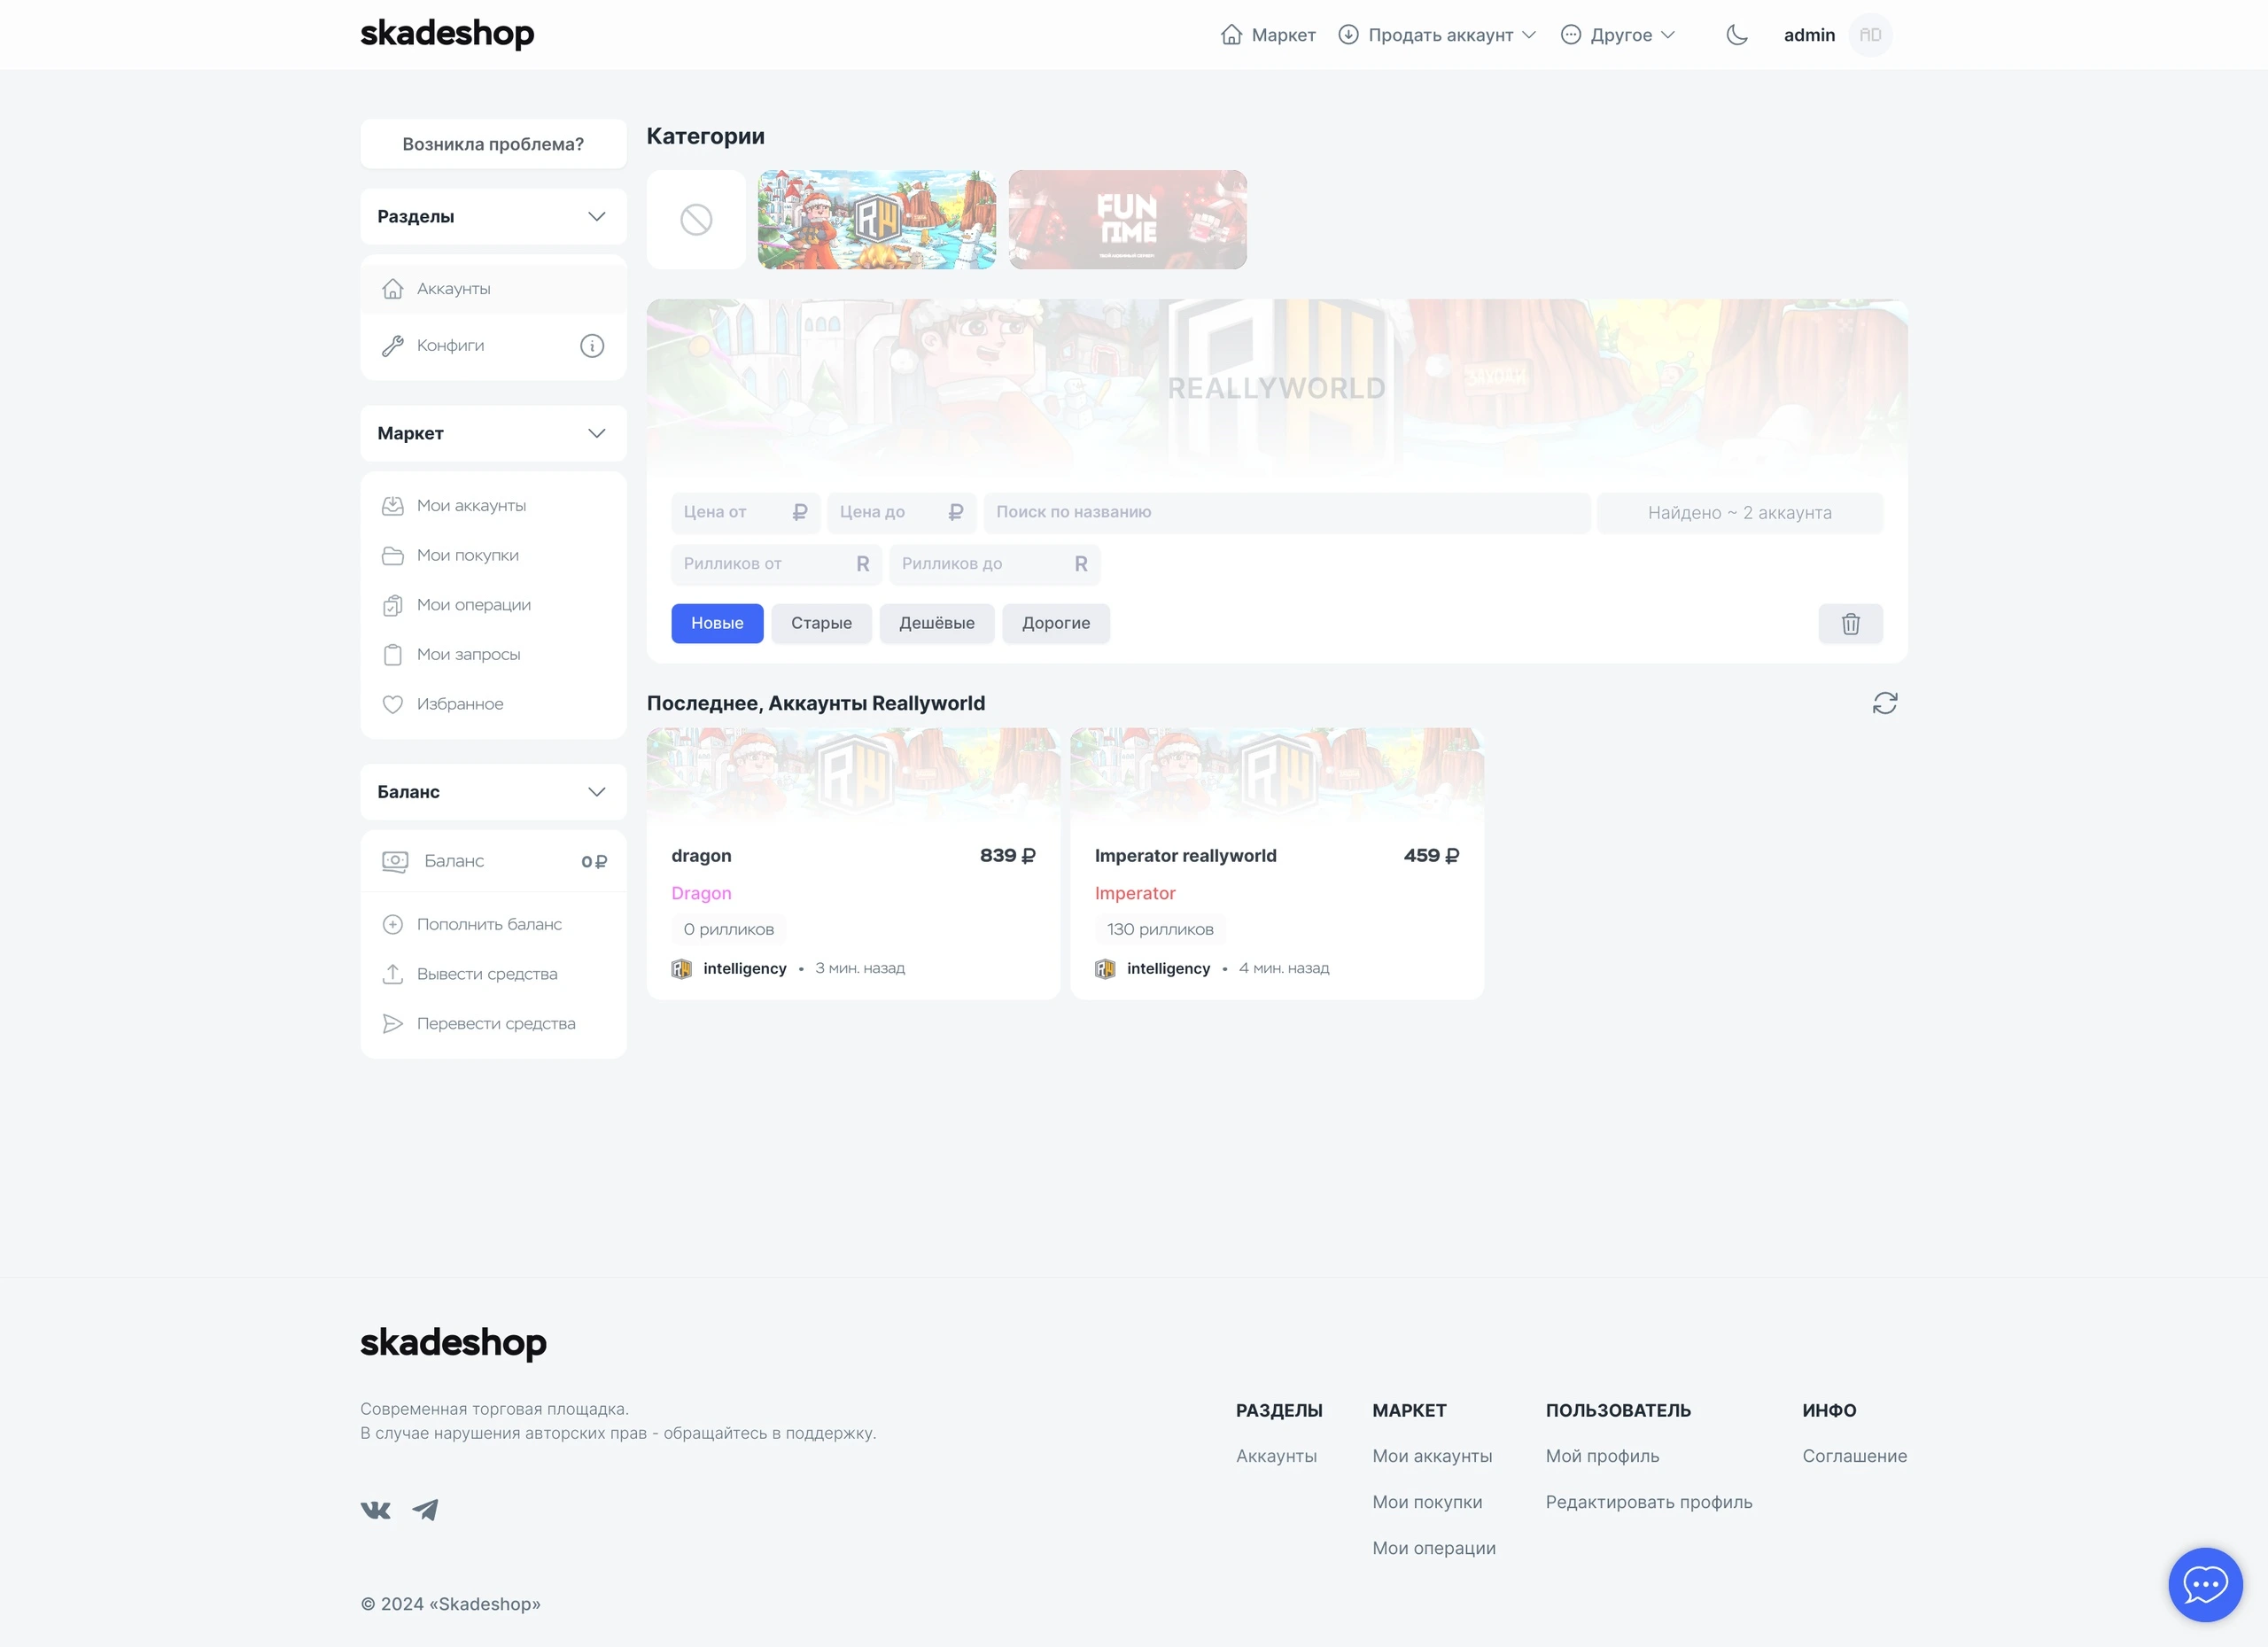 skadeshop
Маркет
Продать аккаунт
Другое
admin
AD
Возникла проблема?
Разделы
Аккаунты
Конфиги
Маркет
Мои аккаунты
Мои покупки
Мои операции
Мои запросы
Избранное
Баланс
Баланс 0 ₽
Пополнить баланс
Вывести средства
Перевести средства
Категории
RW
FUN
TIME
REALLYWORLD
ЗАХОДИ
Цена от ₽
Цена до ₽
Поиск по названию
Найдено ~ 2 аккаунта
Рилликов от R
Рилликов до R
Новые
Старые
Дешёвые
Дорогие
Последнее, Аккаунты Reallyworld
RW
dragon 839 ₽
Dragon
0 рилликов
intelligency • 3 мин. назад
RW
Imperator reallyworld 459 ₽
Imperator
130 рилликов
intelligency • 4 мин. назад
skadeshop
Современная торговая площадка.
В случае нарушения авторских прав - обращайтесь в поддержку.
РАЗДЕЛЫ
Аккаунты
МАРКЕТ
Мои аккаунты
Мои покупки
Мои операции
ПОЛЬЗОВАТЕЛЬ
Мой профиль
Редактировать профиль
ИНФО
Соглашение
© 2024 «Skadeshop»